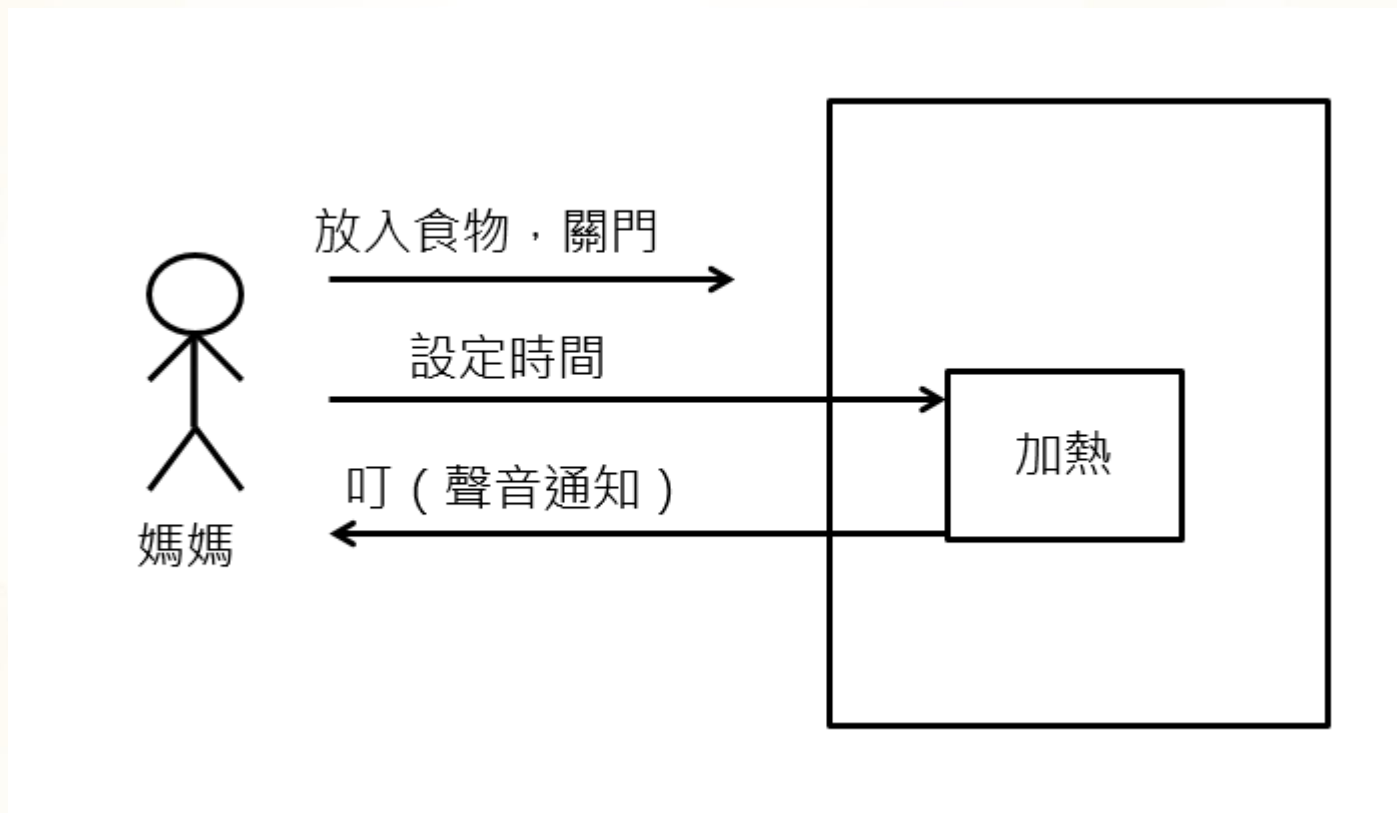 放入食物，關門
設定時間
加熱
叮（聲音通知）
媽媽